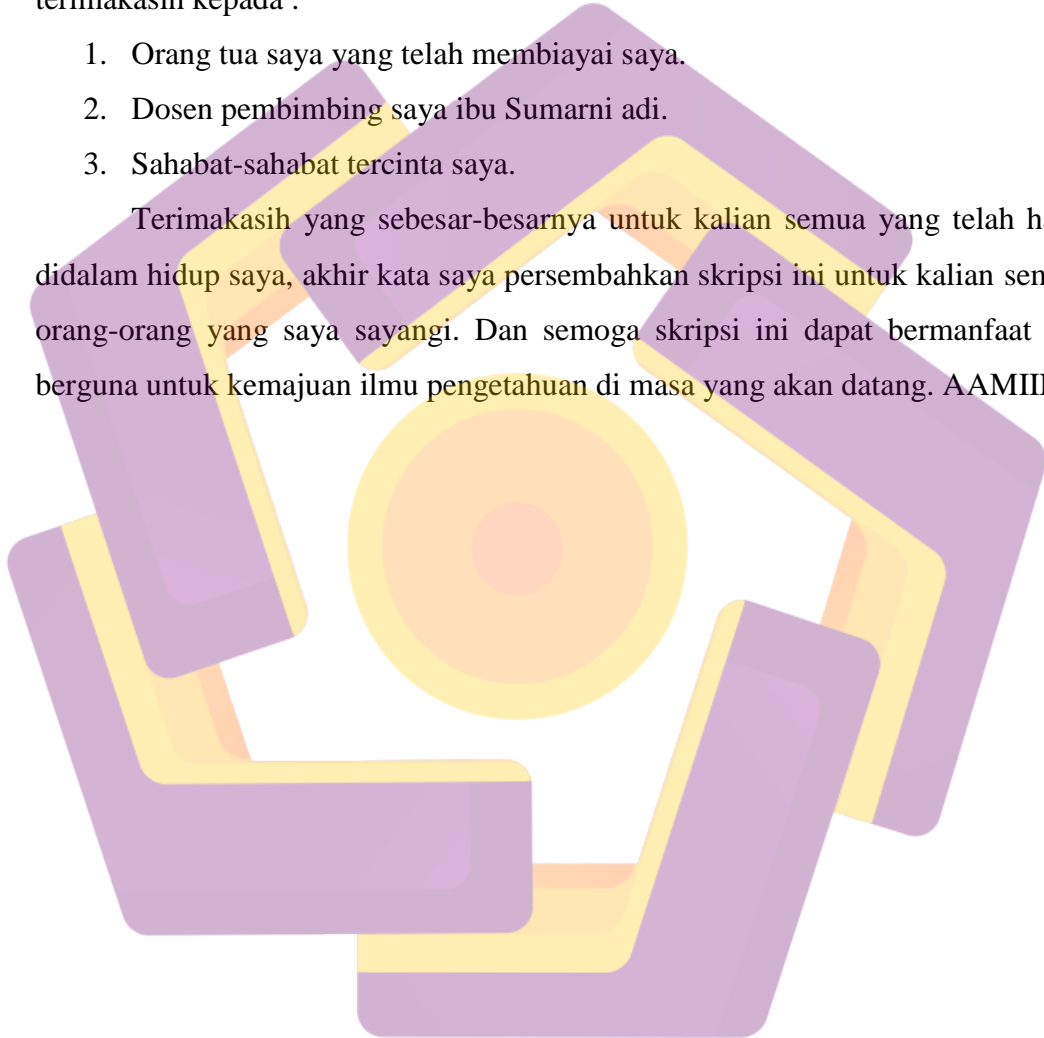 terimakasih kepada :
1. Orang tua saya yang telah membiayai saya.
2. Dosen pembimbing saya ibu Sumarni adi.
3. Sahabat-sahabat tercinta saya.
Terimakasih yang sebesar-besarnya untuk kalian semua yang telah
didalam hidup saya, akhir kata saya persembahkan skripsi ini untuk kalian
orang-orang yang saya sayangi. Dan semoga skripsi ini dapat bermanfaat
berguna untuk kemajuan ilmu pengetahuan di masa yang akan datang.